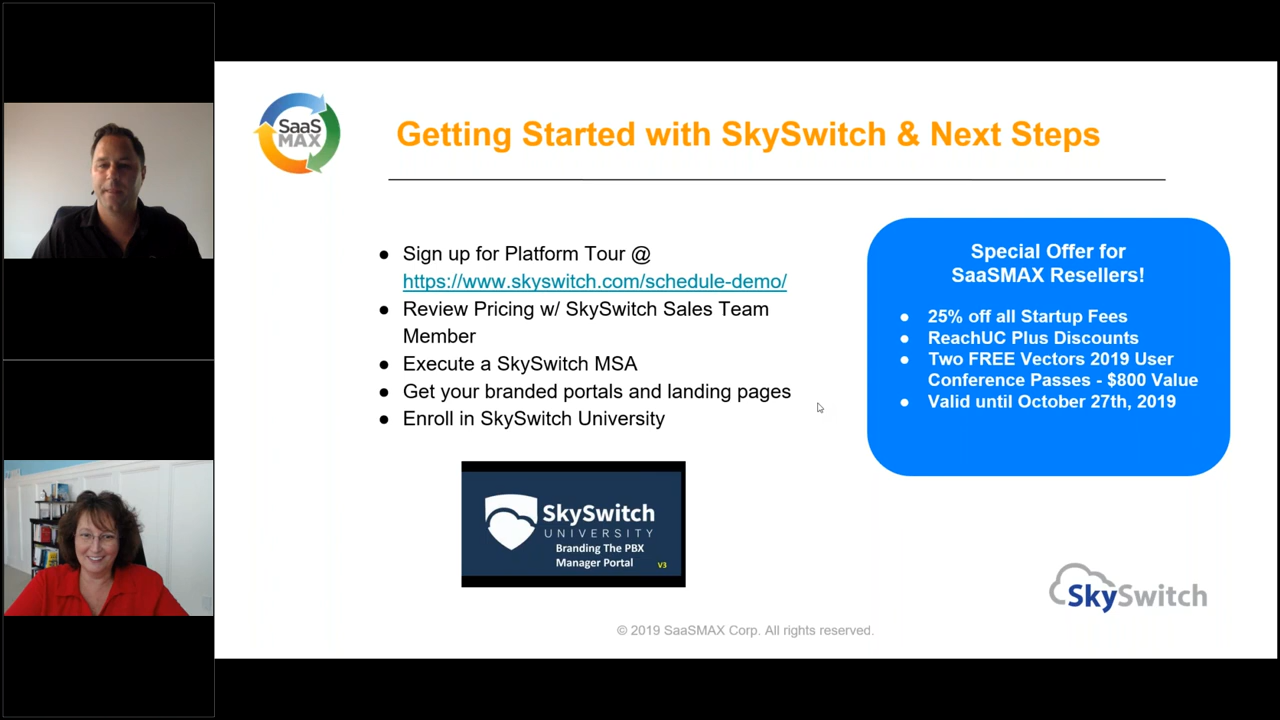 SaaS
MAX
Getting Started with SkySwitch & Next Steps
● Sign up for Platform Tour @
https://www.skyswitch.com/schedule-demo/
● Review Pricing w/ SkySwitch Sales Team
Member
● Execute a SkySwitch MSA
● Get your branded portals and landing pages
● Enroll in SkySwitch University
Special Offer for
SaaSMAX Resellers!
● 25% off all Startup Fees
● ReachUC Plus Discounts
● Two FREE Vectors 2019 User
Conference Passes - $800 Value
● Valid until October 27th, 2019
SkySwitch
UNIVERSITY
Branding The PBX
Manager Portal
V3
SkySwitch
© 2019 SaaSMAX Corp. All rights reserved.